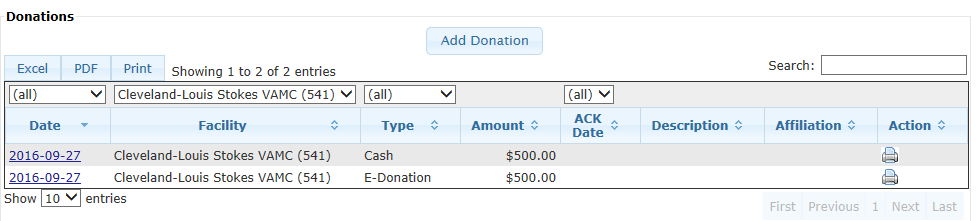 Donations
Add Donation
Excel PDF Print Showing 1 to 2 of 2 entries Search:
(all) Cleveland-Louis Stokes VAMC (541) (all) (all)
Date Facility Type Amount ACK Date Description Affiliation Action
2016-09-27 Cleveland-Louis Stokes VAMC (541) Cash $500.00
2016-09-27 Cleveland-Louis Stokes VAMC (541) E-Donation $500.00
Show 10 entries
First Previous 1 Next Last